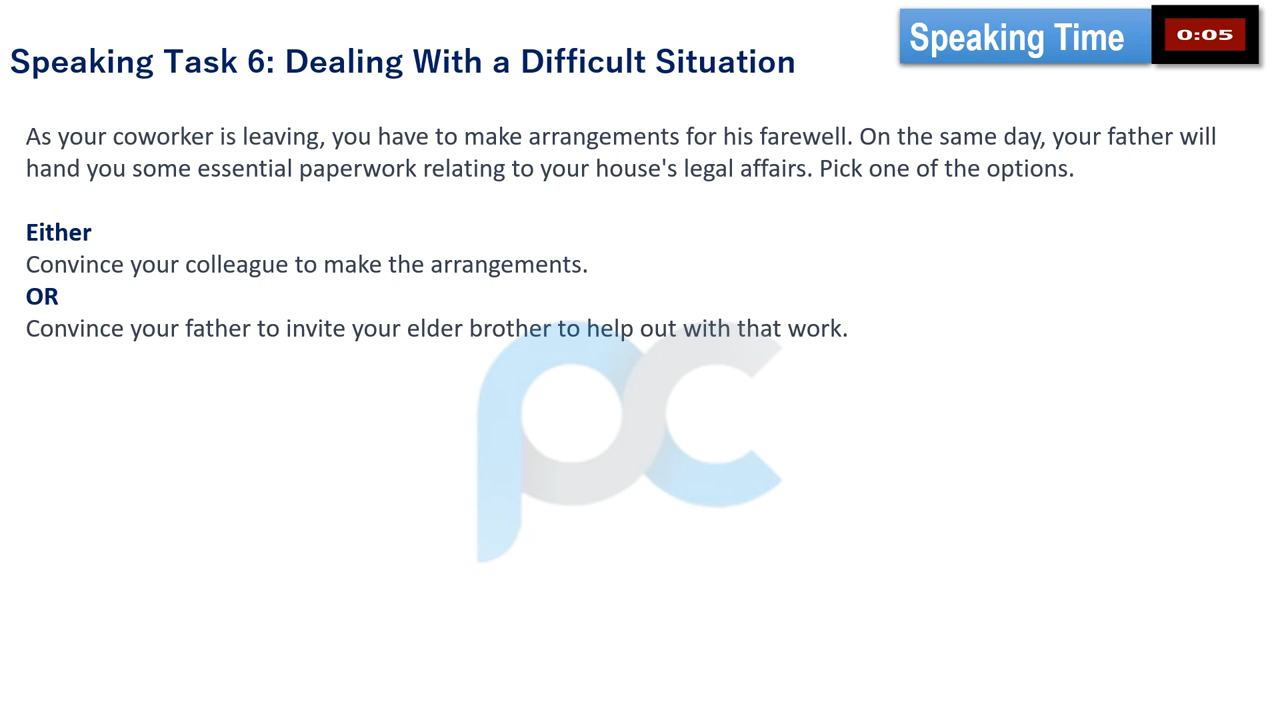 Speaking Time
0:05
Speaking Task 6: Dealing With a Difficult Situation
As your coworker is leaving, you have to make arrangements for his farewell. On the same day, your father will
hand you some essential paperwork relating to your house's legal affairs. Pick one of the options.
Either
Convince your colleague to make the arrangements.
OR
Convince your father to invite your elder brother to help out with that work.
pc